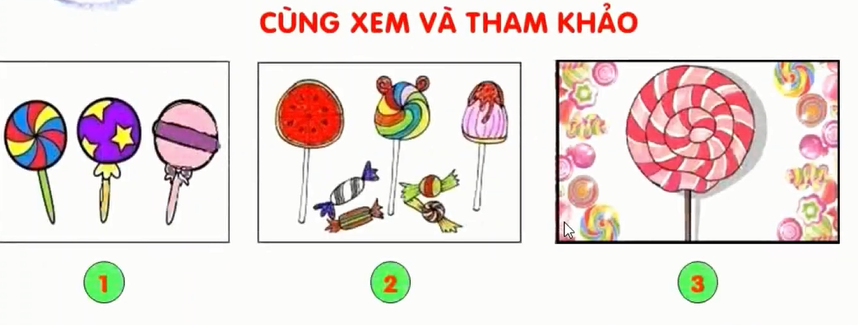 CÙNG XEM VÀ THAM KHẢO
1
2
3